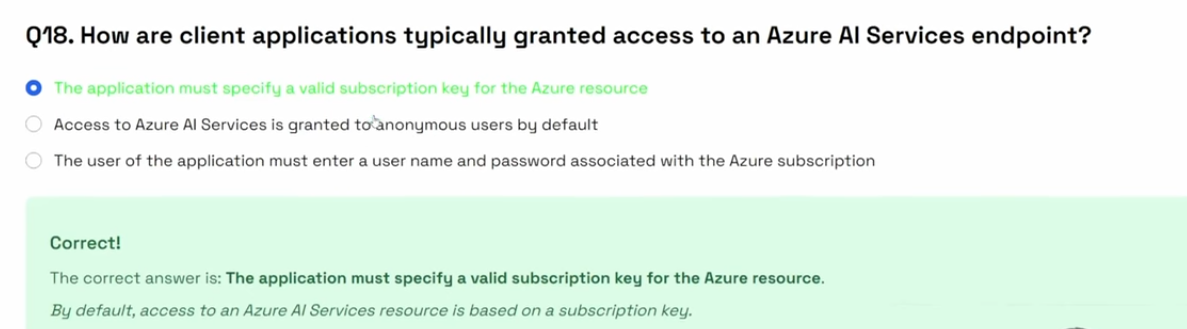 Q18. How are client applications typically granted access to an Azure AI Services endpoint?
The application must specify a valid subscription key for the Azure resource
Access to Azure AI Services is granted to anonymous users by default
The user of the application must enter a user name and password associated with the Azure subscription
Correct!
The correct answer is: The application must specify a valid subscription key for the Azure resource.
By default, access to an Azure AI Services resource is based on a subscription key.